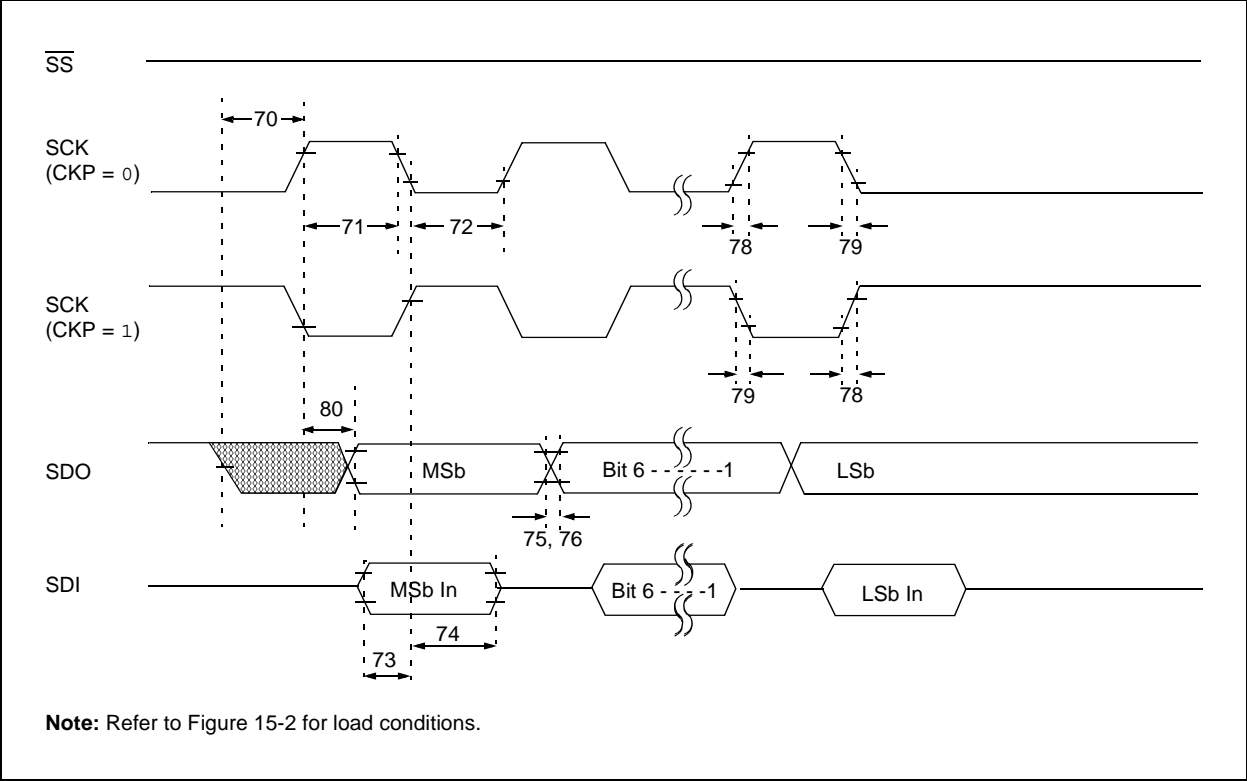 SS
70
SCK
(CKP = 0)
71
72
78
79
SCK
(CKP = 1)
79
78
80
SDO
MSb
Bit 6 - - - - - -1
LSb
75, 76
SDI
MSb In
Bit 6 - - - -1
LSb In
74
73
Note: Refer to Figure 15-2 for load conditions.